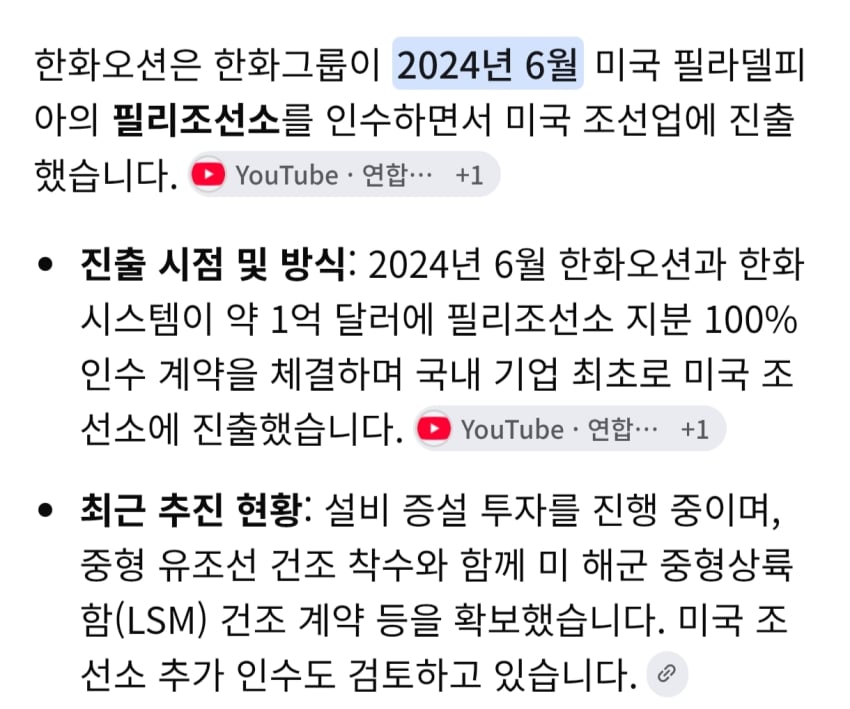 한화오션은 한화그룹이 2024년 6월 미국 필라델피
아의 필리조선소를 인수하면서 미국 조선업에 진출
했습니다. YouTube · 연합… +1
• 진출 시점 및 방식: 2024년 6월 한화오션과 한화
시스템이 약 1억 달러에 필리조선소 지분 100%
인수 계약을 체결하며 국내 기업 최초로 미국 조
선소에 진출했습니다. YouTube · 연합… +1
• 최근 추진 현황: 설비 증설 투자를 진행 중이며,
중형 유조선 건조 착수와 함께 미 해군 중형상륙
함(LSM) 건조 계약 등을 확보했습니다. 미국 조
선소 추가 인수도 검토하고 있습니다.